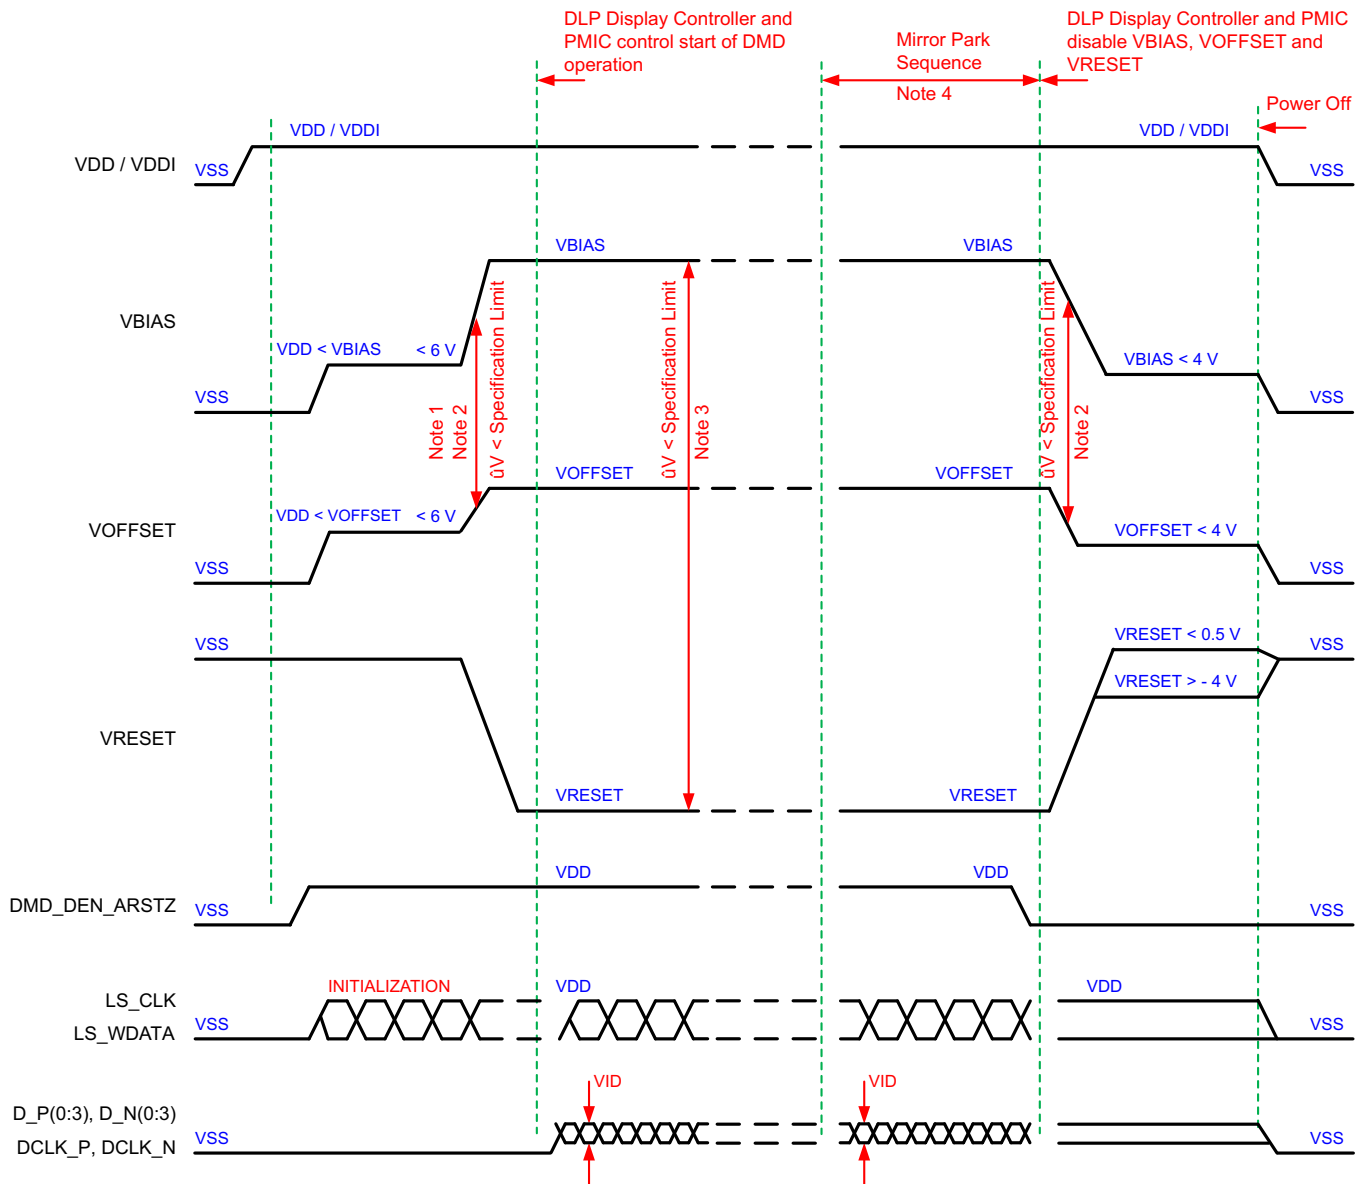 DLP Display Controller and
PMIC control start of DMD
operation
Mirror Park
Sequence
Note 4
DLP Display Controller and PMIC
disable VBIAS, VOFFSET and
VRESET
Power Off
VDD / VDDI
VSS
VDD / VDDI
VDD / VDDI
VSS
VBIAS
VSS
VDD < VBIAS < 6 V
VBIAS
VBIAS
VBIAS < 4 V
VSS
Note 1
Note 2
ûV < Specification Limit
ûV < Specification Limit
Note 3
ûV < Specification Limit
Note 2
VOFFSET
VSS
VDD < VOFFSET < 6 V
VOFFSET
VOFFSET
VOFFSET < 4 V
VSS
VRESET
VSS
VRESET
VRESET
VRESET < 0.5 V
VRESET > - 4 V
VSS
DMD_DEN_ARSTZ
VSS
VDD
VDD
VSS
LS_CLK
LS_WDATA
VSS
INITIALIZATION
VDD
VDD
VSS
D_P(0:3), D_N(0:3)
DCLK_P, DCLK_N
VSS
VID
VID
VSS